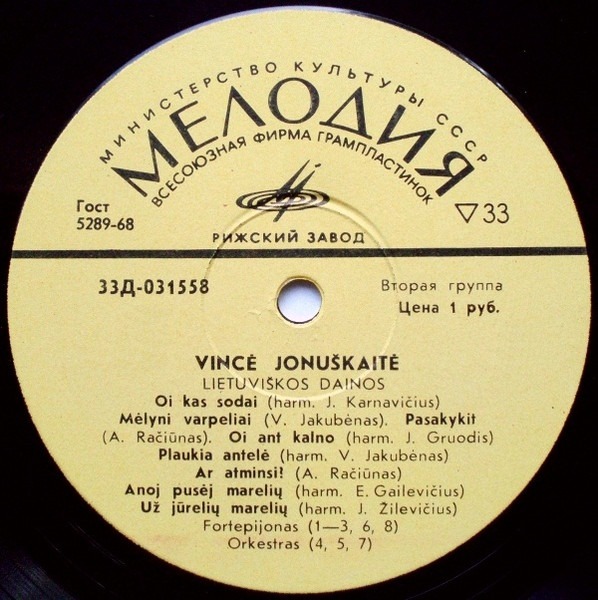 МИНИСТЕРСТВО КУЛЬТУРЫ СССР
МЕЛОДИЯ
ВСЕСОЮЗНАЯ ФИРМА ГРАМПЛАСТИНОК
Гост
5289-68
▽33
РИЖСКИЙ ЗАВОД
33Д-031558
Вторая группа
Цена 1 руб.
VINCĖ JONUŠKAITĖ
LIETUVIŠKOS DAINOS
Oi kas sodai (harm. J. Karnavičius)
Mėlyni varpeliai (V. Jakubėnas). Pasakykit
(A. Račiūnas). Oi ant kalno (harm. J. Gruodis)
Plaukia antelė (harm. V. Jakubėnas)
Ar atminsi! (A. Račiūnas)
Anoj pusėj marelių (harm. E. Gailevičius)
Už jūrelių marelių (harm. J. Žilevičius)
Fortepijonas (1—3, 6, 8)
Orkestras (4, 5, 7)